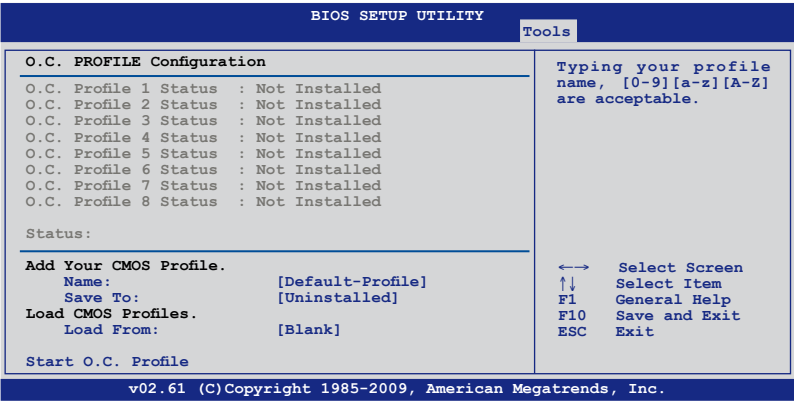 BIOS SETUP UTILITY
Tools
O.C. PROFILE Configuration
O.C. Profile 1 Status : Not Installed
O.C. Profile 2 Status : Not Installed
O.C. Profile 3 Status : Not Installed
O.C. Profile 4 Status : Not Installed
O.C. Profile 5 Status : Not Installed
O.C. Profile 6 Status : Not Installed
O.C. Profile 7 Status : Not Installed
O.C. Profile 8 Status : Not Installed
Status:
Add Your CMOS Profile.
Name: [Default-Profile]
Save To: [Uninstalled]
Load CMOS Profiles.
Load From: [Blank]
Start O.C. Profile
Typing your profile
name, [0-9][a-z][A-Z]
are acceptable.
←→ Select Screen
↑↓ Select Item
F1 General Help
F10 Save and Exit
ESC Exit
v02.61 (C)Copyright 1985-2009, American Megatrends, Inc.